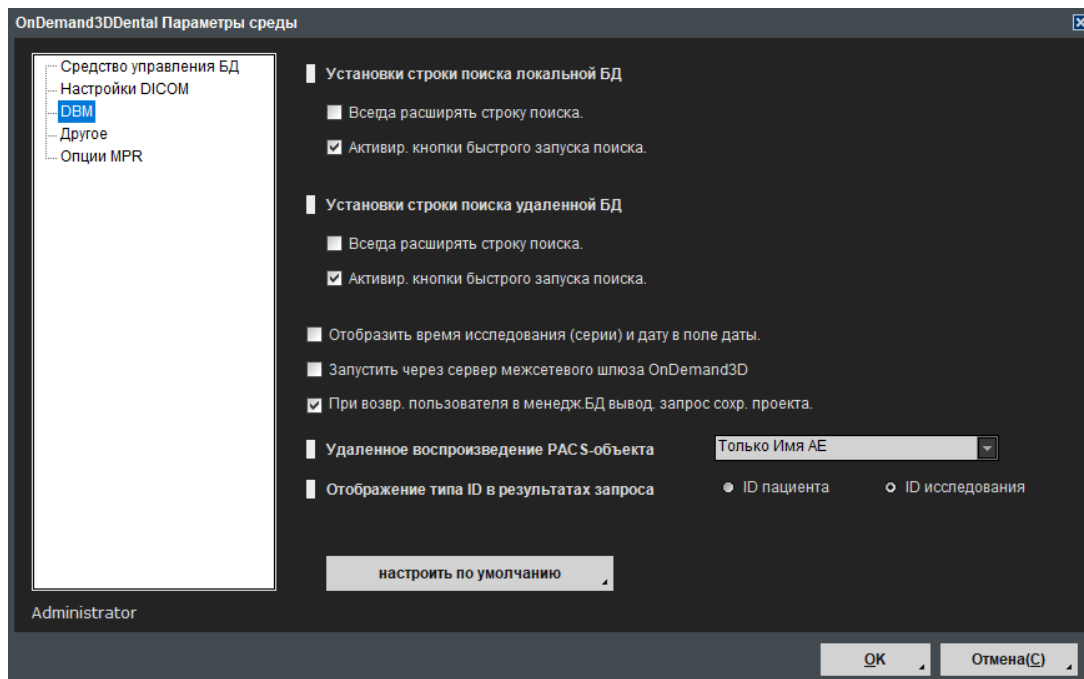 OnDemand3DDental Параметры среды
Средство управления БД
Настройки DICOM
DBM
Другое
Опции MPR
Установки строки поиска локальной БД
Всегда расширять строку поиска.
Активир. кнопки быстрого запуска поиска.
Установки строки поиска удаленной БД
Всегда расширять строку поиска.
Активир. кнопки быстрого запуска поиска.
Отобразить время исследования (серии) и дату в поле даты.
Запустить через сервер межсетевого шлюза OnDemand3D
При возвр. пользователя в менедж.БД вывод. запрос сохр. проекта.
Удаленное воспроизведение PACS-объекта Только Имя AE
Отображение типа ID в результатах запроса ID пациента ID исследования
настроить по умолчанию
Administrator
OK Отмена(C)